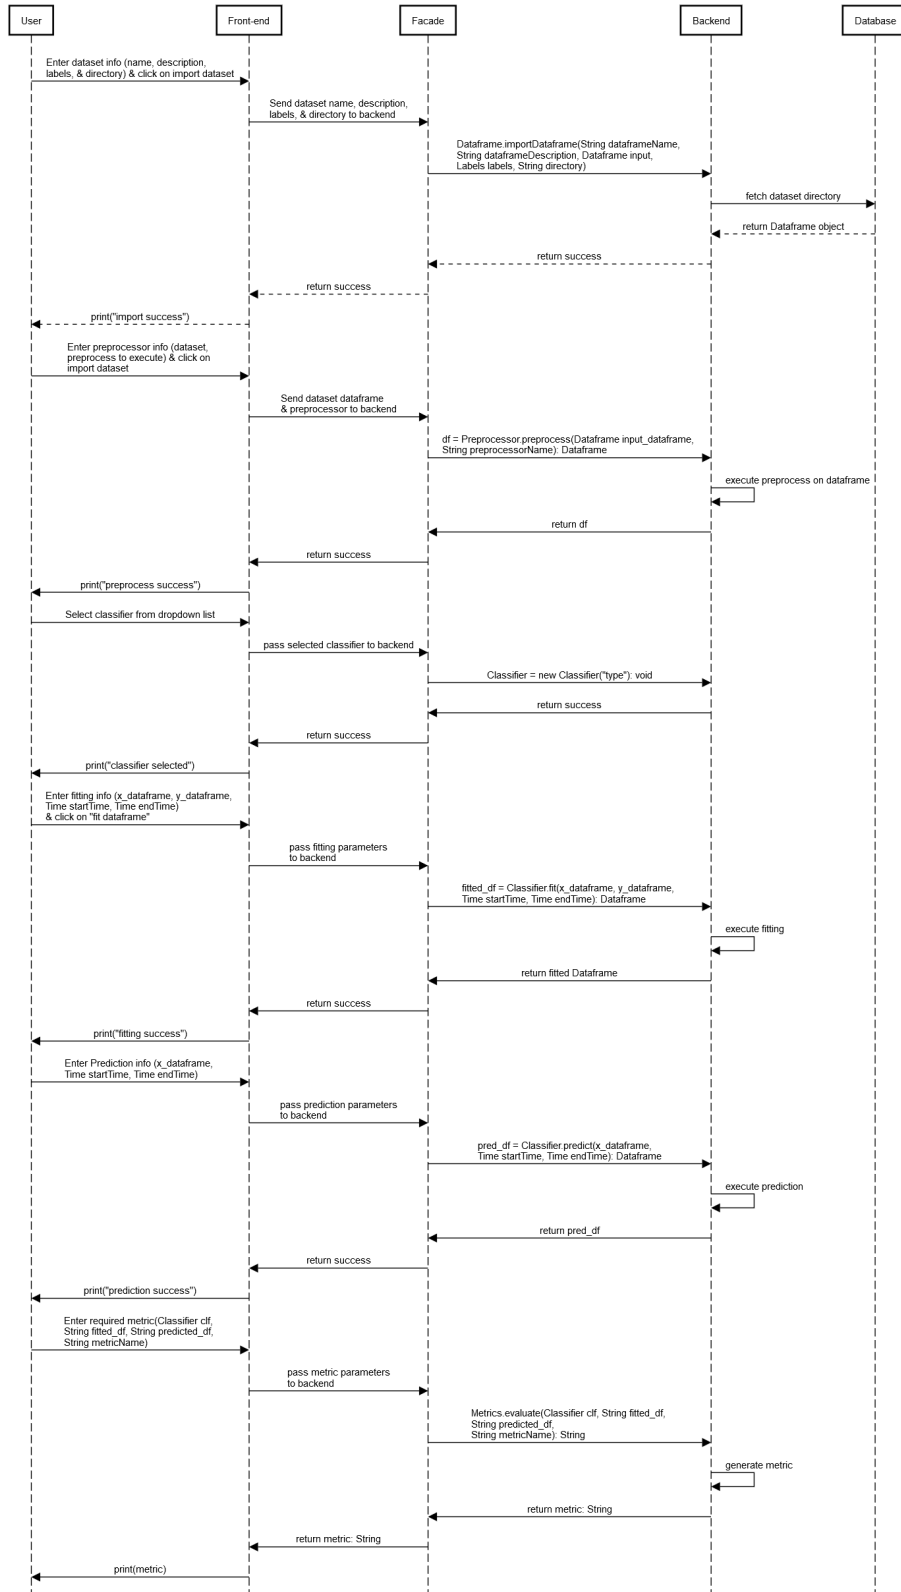 User
Front-end
Facade
Backend
Database
Enter dataset info (name, description,
labels, & directory) & click on import dataset
Send dataset name, description,
labels, & directory to backend
Dataframe.importDataframe(String dataframeName,
String dataframeDescription, Dataframe input,
Labels labels, String directory)
fetch dataset directory
return Dataframe object
return success
return success
print("import success")
Enter preprocessor info (dataset,
preprocess to execute) & click on
import dataset
Send dataset dataframe
& preprocessor to backend
df = Preprocessor.preprocess(Dataframe input_dataframe,
String preprocessorName): Dataframe
execute preprocess on dataframe
return df
return success
print("preprocess success")
Select classifier from dropdown list
pass selected classifier to backend
Classifier = new Classifier("type"): void
return success
return success
print("classifier selected")
Enter fitting info (x_dataframe, y_dataframe,
Time startTime, Time endTime)
& click on "fit dataframe"
pass fitting parameters
to backend
fitted_df = Classifier.fit(x_dataframe, y_dataframe,
Time startTime, Time endTime): Dataframe
execute fitting
return fitted Dataframe
return success
print("fitting success")
Enter Prediction info (x_dataframe,
Time startTime, Time endTime)
pass prediction parameters
to backend
pred_df = Classifier.predict(x_dataframe,
Time startTime, Time endTime): Dataframe
execute prediction
return pred_df
return success
print("prediction success")
Enter required metric(Classifier clf,
String fitted_df, String predicted_df,
String metricName)
pass metric parameters
to backend
Metrics.evaluate(Classifier clf, String fitted_df,
String predicted_df,
String metricName): String
generate metric
return metric: String
return metric: String
print(metric)